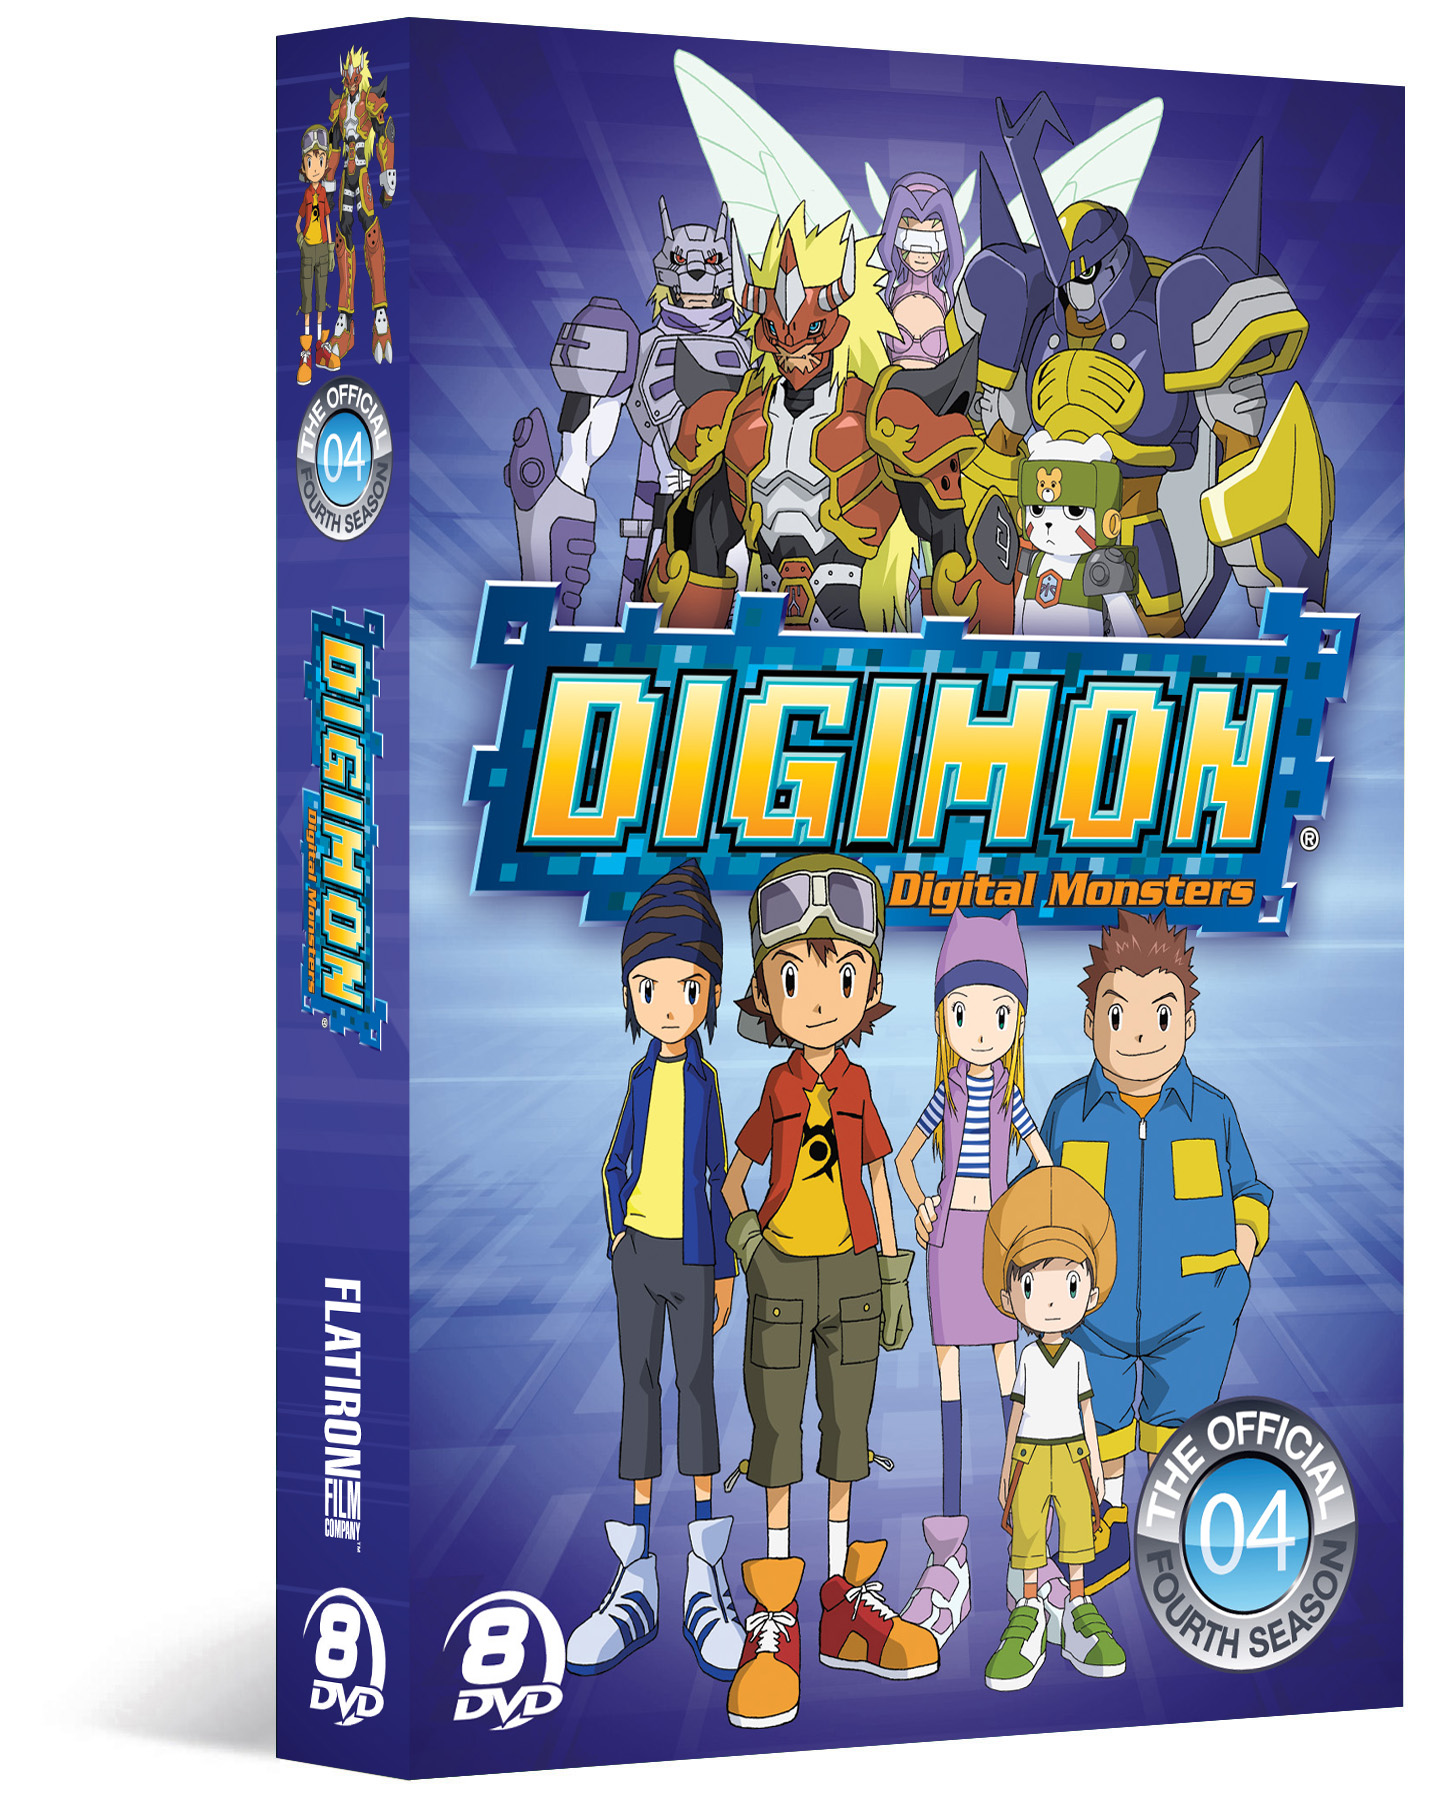 THE OFFICIAL
04
FOURTH SEASON
DIGIMON
Digital Monsters
®
FLATIRON
FILM
COMPANY™
8
DVD
DIGIMON
®
Digital Monsters
THE OFFICIAL
04
FOURTH SEASON
8
DVD